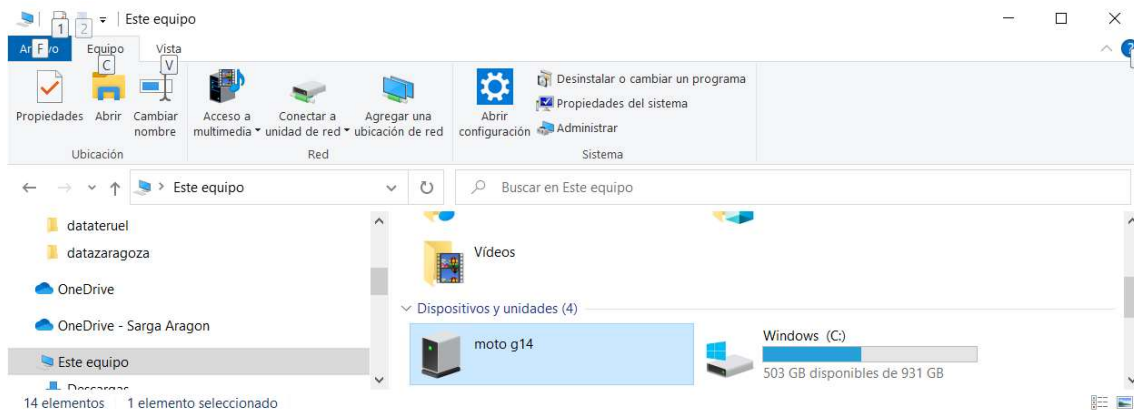 Este equipo
1 2
Archivo Equipo Vista
F C V
Propiedades Abrir Cambiar nombre
Acceso a multimedia Conectar a unidad de red Agregar una ubicación de red
Abrir configuración
Desinstalar o cambiar un programa
Propiedades del sistema
Administrar
Ubicación Red Sistema
Este equipo
Buscar en Este equipo
datateruel
datazaragoza
OneDrive
OneDrive - Sarga Aragon
Este equipo
Descargas
Vídeos
Dispositivos y unidades (4)
moto g14
Windows (C:)
503 GB disponibles de 931 GB
14 elementos 1 elemento seleccionado